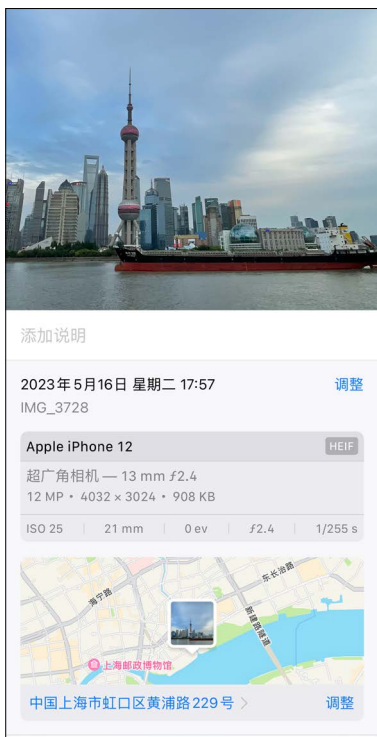 添加说明
2023年5月16日 星期二 17:57
调整
IMG_3728
Apple iPhone 12
HEIF
超广角相机 — 13 mm ƒ2.4
12 MP • 4032 × 3024 • 908 KB
ISO 25
21 mm
0 ev
ƒ2.4
1/255 s
海宁路
东长治路
新建路隧道
上海邮政博物馆
中国上海市虹口区黄浦路229号 >
调整